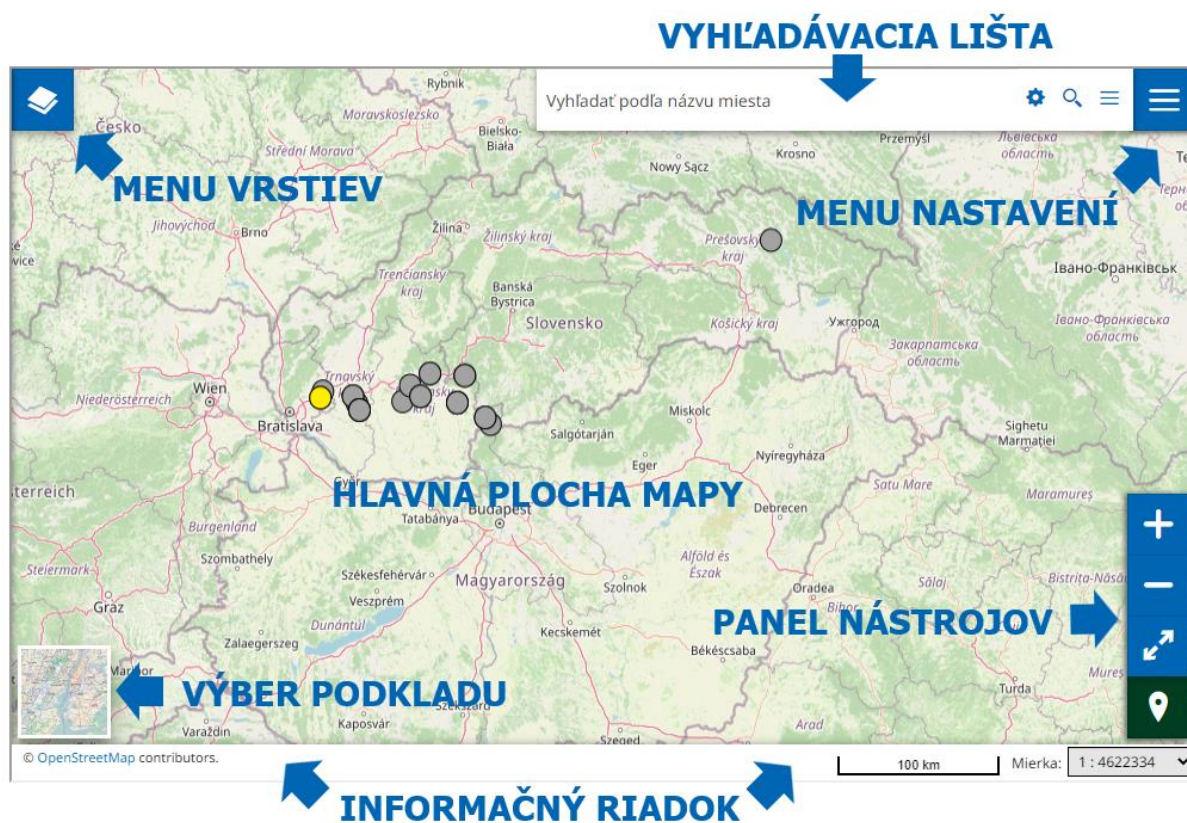 VYHĽADÁVACIA LIŠTA
Rybnik
Moravskoslezsko
Vyhľadať podľa názvu miesta
Česko
Bielsko-
Biała
Przemyśl
Львівська
область
Střední Morava
Nowy Sącz
Krosno
MENU VRSTIEV
MENU NASTAVENÍ
Jihovýchod
Brno
Žilina
Žilinský kraj
Prešovský
kraj
Trenčiansky
kraj
Івано-Франківськ
Banská
Bystrica
Slovensko
Košický kraj
Ужгород
Івано-Франківська
область
Закарпатська
область
Trnavský
Wien
Niederösterreich
kraj
Bratislava
Miskolc
Salgótarján
Sighetu
Marmației
Nyíregyháza
Eger
Győr
HLAVNÁ PLOCHA MAPY
Satu Mare
Maramureș
Tatabánya
Budapest
Debrecen
Burgenland
Szombathely
Alföld és
Észak
Steiermark
Székesfehérvár
Magyarország
Szolnok
Oradea
Sălaj
Graz
Veszprém
Dunántúl
PANEL NÁSTROJOV
Bihor
Kecskemét
Zalaegerszeg
Békéscsaba
VÝBER PODKLADU
Szekszárd
Turda
Kaposvár
Arad
Varaždin
Szeged
© OpenStreetMap contributors.
100 km
Mierka:
1 : 4622334
INFORMAČNÝ RIADOK